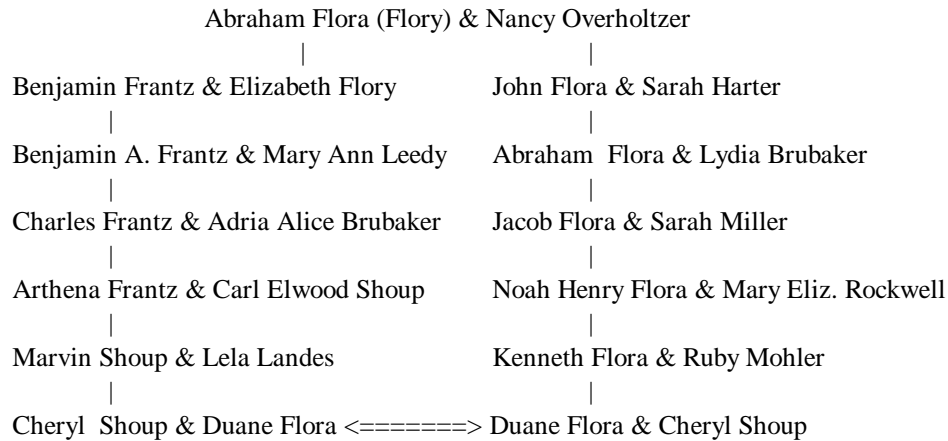 Abraham Flora (Flory) & Nancy Overholtzer
| |
Benjamin Frantz & Elizabeth Flory John Flora & Sarah Harter
| |
Benjamin A. Frantz & Mary Ann Leedy Abraham Flora & Lydia Brubaker
| |
Charles Frantz & Adria Alice Brubaker Jacob Flora & Sarah Miller
| |
Arthena Frantz & Carl Elwood Shoup Noah Henry Flora & Mary Eliz. Rockwell
| |
Marvin Shoup & Lela Landes Kenneth Flora & Ruby Mohler
| |
Cheryl Shoup & Duane Flora <=======> Duane Flora & Cheryl Shoup